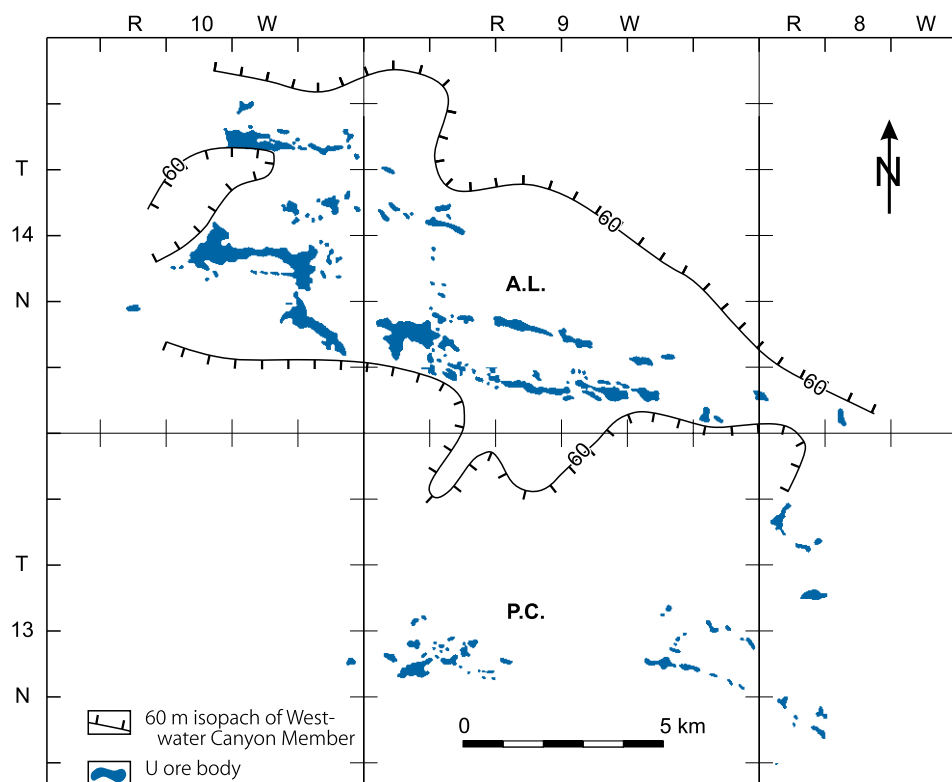 R 10 W R 9 W R 8 W
60
T
N
60
14
A.L.
N
60
60
T
P.C.
13
N
0 5 km
60 m isopach of West-
water Canyon Member
U ore body